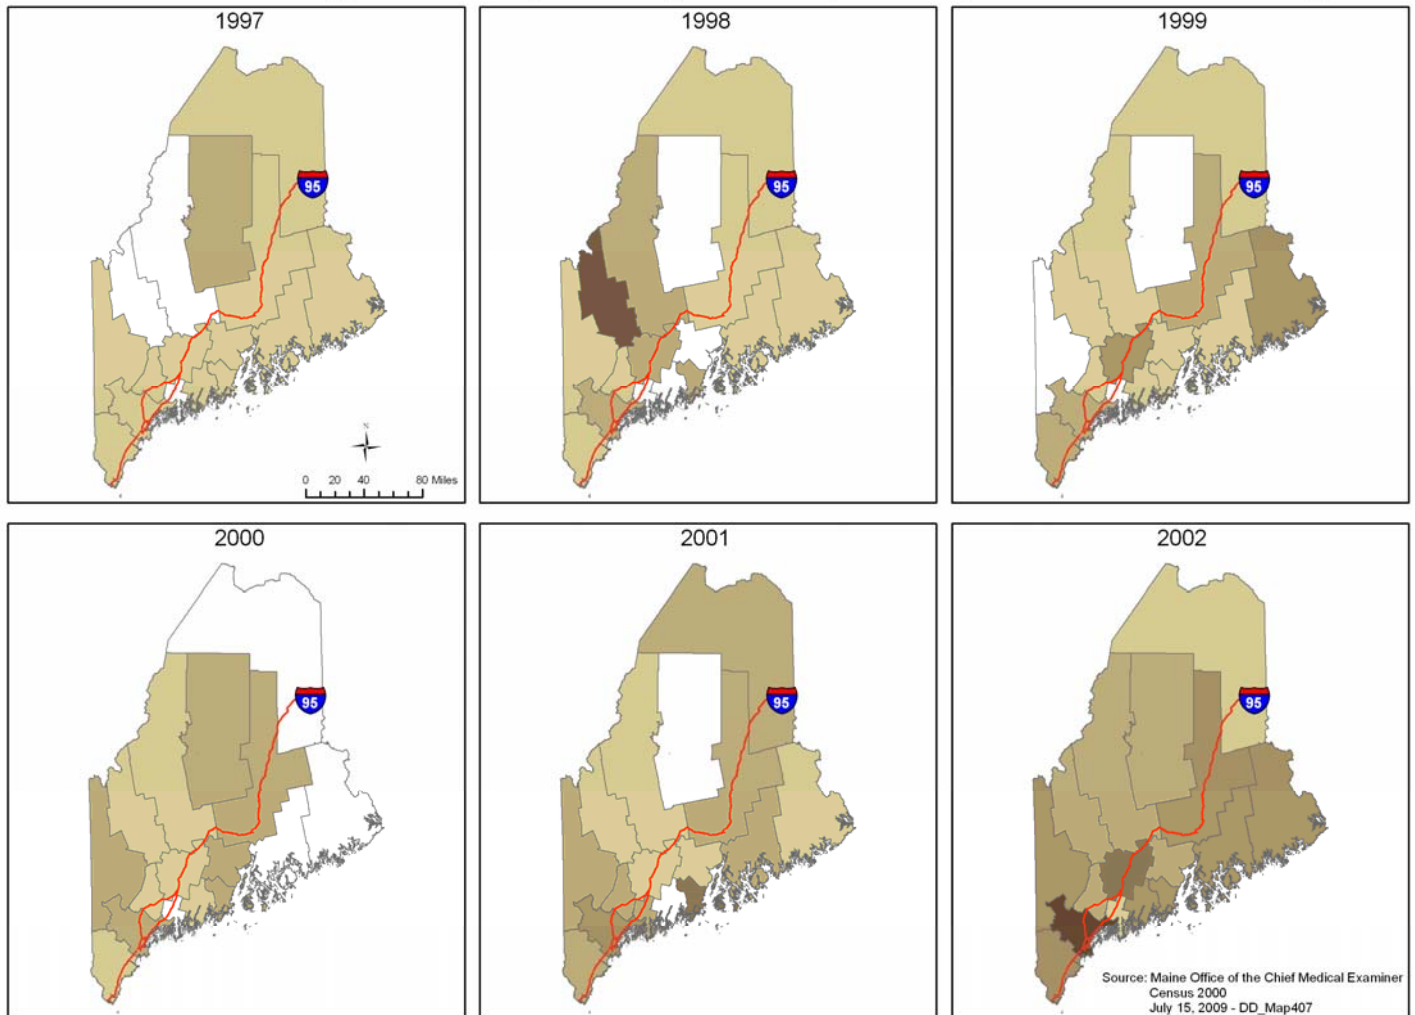 1997
1998
1999
95
95
95
N
0 20 40 80 Miles
2000
2001
2002
95
95
95
Source: Maine Office of the Chief Medical Examiner
Census 2000
July 15, 2009 - DD_Map407